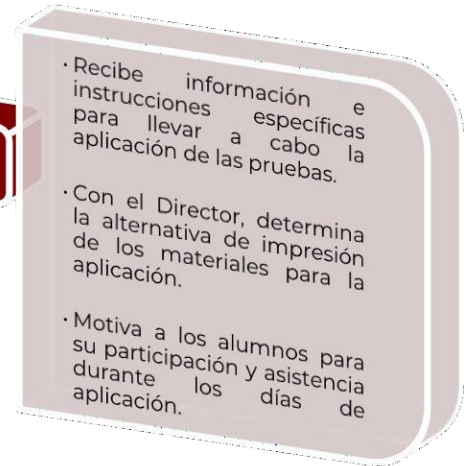 · Recibe información e
instrucciones específicas
para llevar a cabo la
aplicación de las pruebas.
· Con el Director, determina
la alternativa de impresión
de los materiales para la
aplicación.
· Motiva a los alumnos para
su participación y asistencia
durante los días de
aplicación.